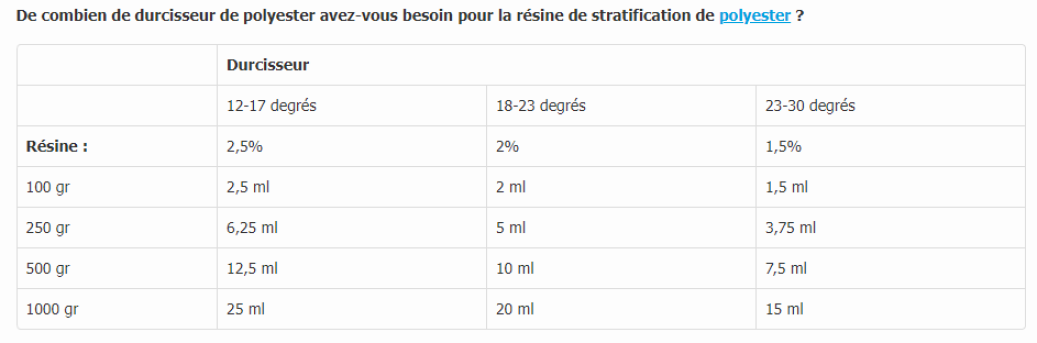 De combien de durcisseur de polyester avez-vous besoin pour la résine de stratification de polyester ?
Durcisseur
12-17 degrés 18-23 degrés 23-30 degrés
Résine : 2,5% 2% 1,5%
100 gr 2,5 ml 2 ml 1,5 ml
250 gr 6,25 ml 5 ml 3,75 ml
500 gr 12,5 ml 10 ml 7,5 ml
1000 gr 25 ml 20 ml 15 ml